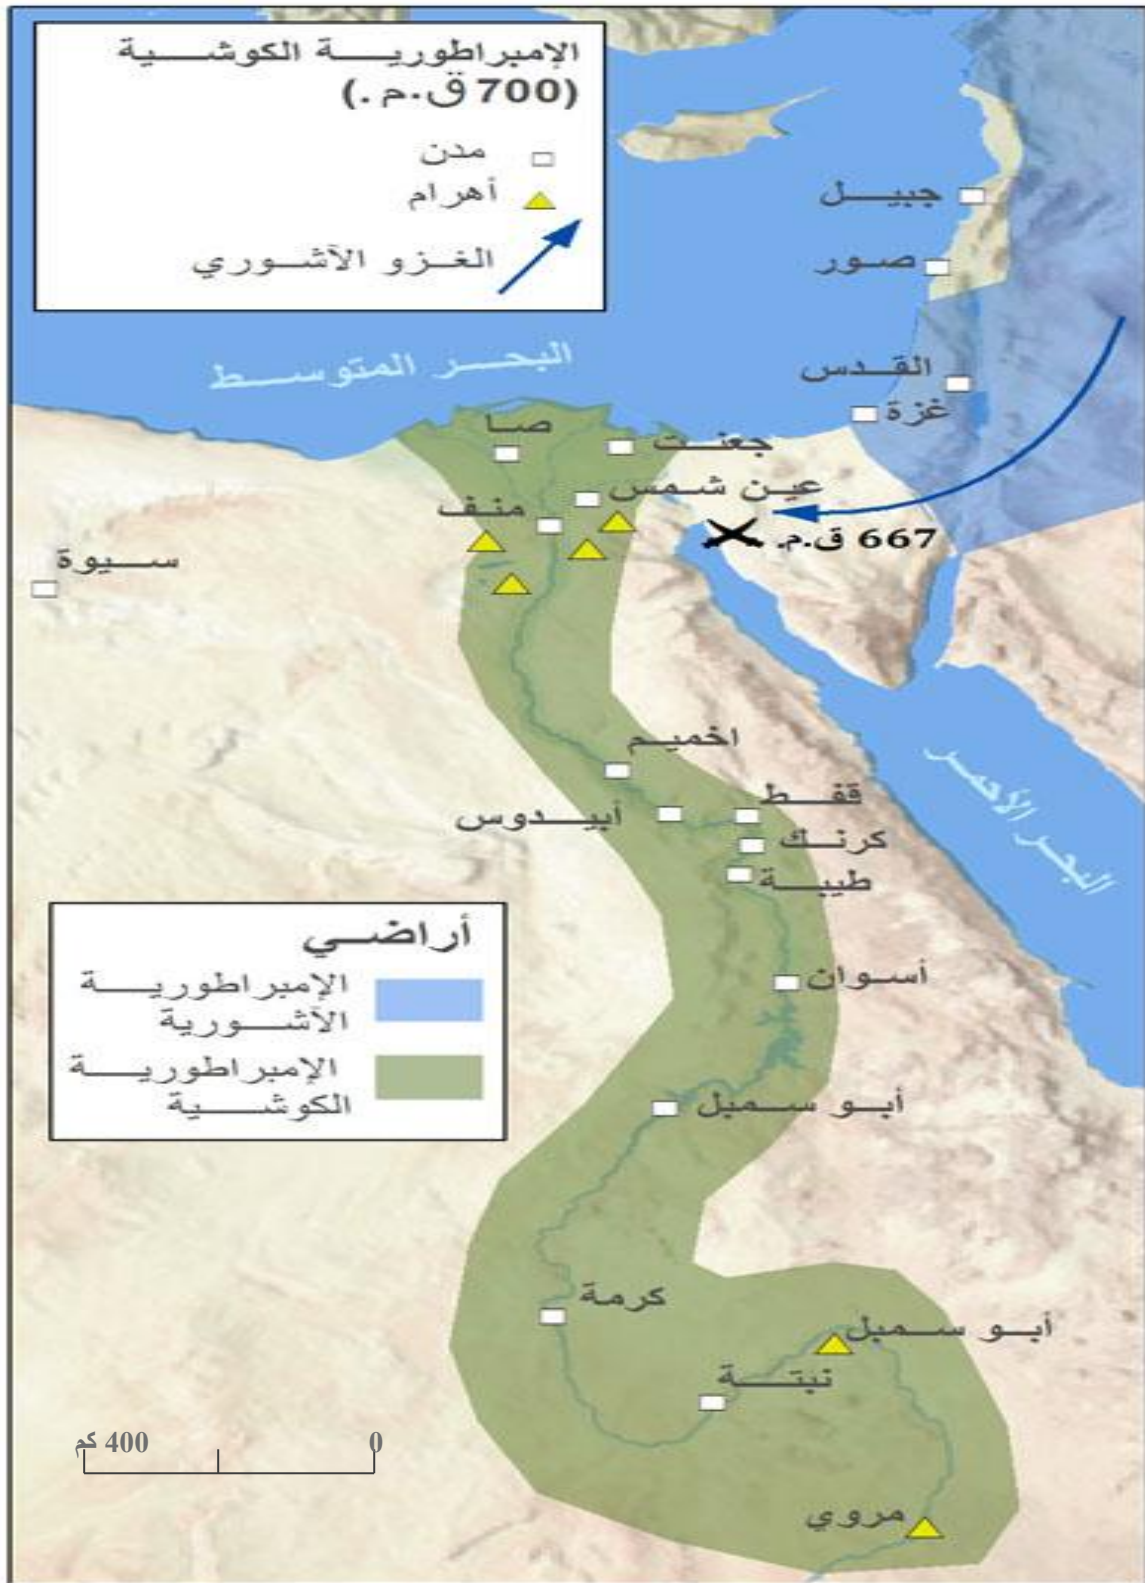 الإمبراطورية الكوشية
(700 ق.م.)
مدن
أهرام
الغزو الآشوري
جبيل
صور
البحر المتوسط
القدس
غزة
صا
جعنت
عين شمس
منف
667 ق.م.
سيوة
اخميم
البحر الأحمر
قفط
أبيدوس
كرنك
طيبة
أراضي
الإمبراطورية
الآشورية
الإمبراطورية
الكوشية
أسوان
أبو سمبل
كرمة
أبو سمبل
نبتة
0
400 كم
مروي